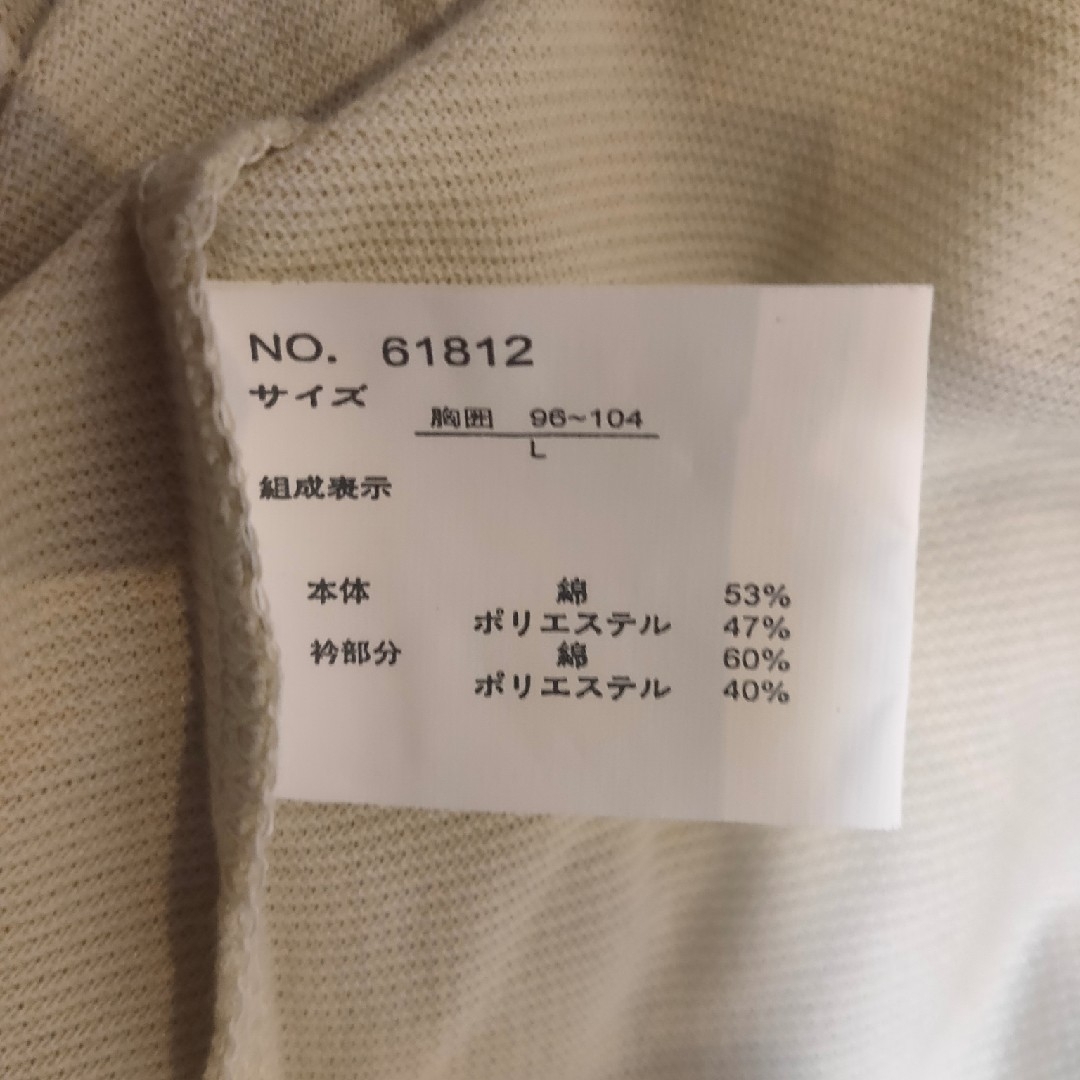 NO. 61812
サイズ
胸囲 96~104
L
組成表示
本体 綿 53%
ポリエステル 47%
衿部分 綿 60%
ポリエステル 40%